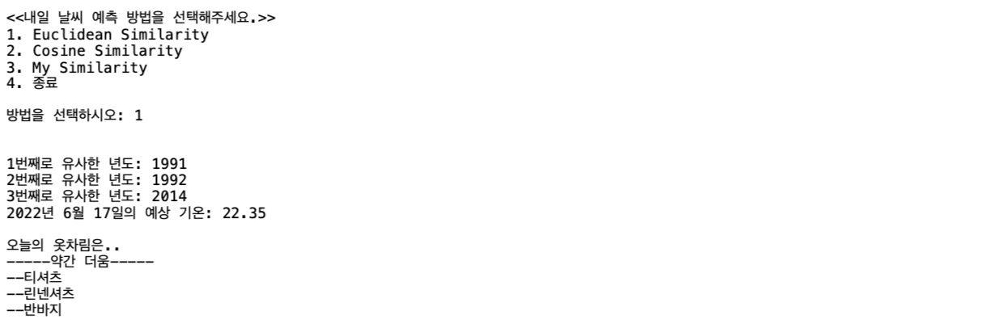 <<내일 날씨 예측 방법을 선택해주세요.>>
1. Euclidean Similarity
2. Cosine Similarity
3. My Similarity
4. 종료
방법을 선택하시오: 1
1번째로 유사한 년도: 1991
2번째로 유사한 년도: 1992
3번째로 유사한 년도: 2014
2022년 6월 17일의 예상 기온: 22.35
오늘의 옷차림은..
-----약간 더움-----
--티셔츠
--린넨셔츠
--반바지